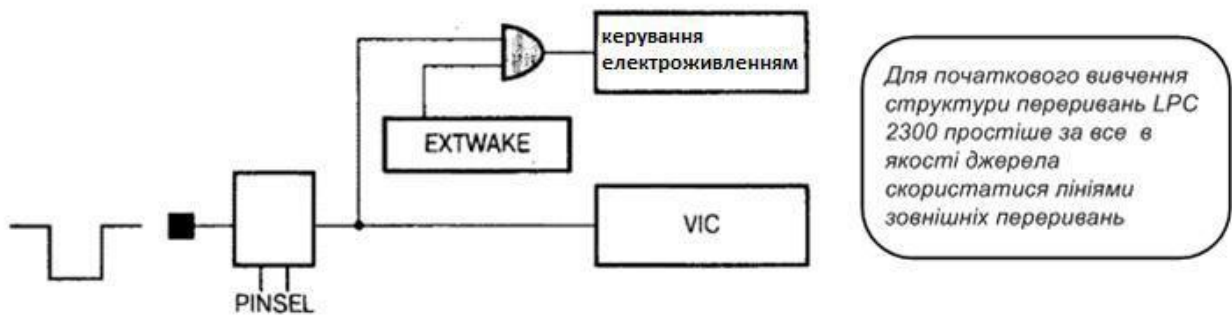 керування
електроживленням
EXTWAKE
VIC
PINSEL
Для початкового вивчення
структури переривань LPC
2300 простіше за все в
якості джерела
скористатися лініями
зовнішніх переривань